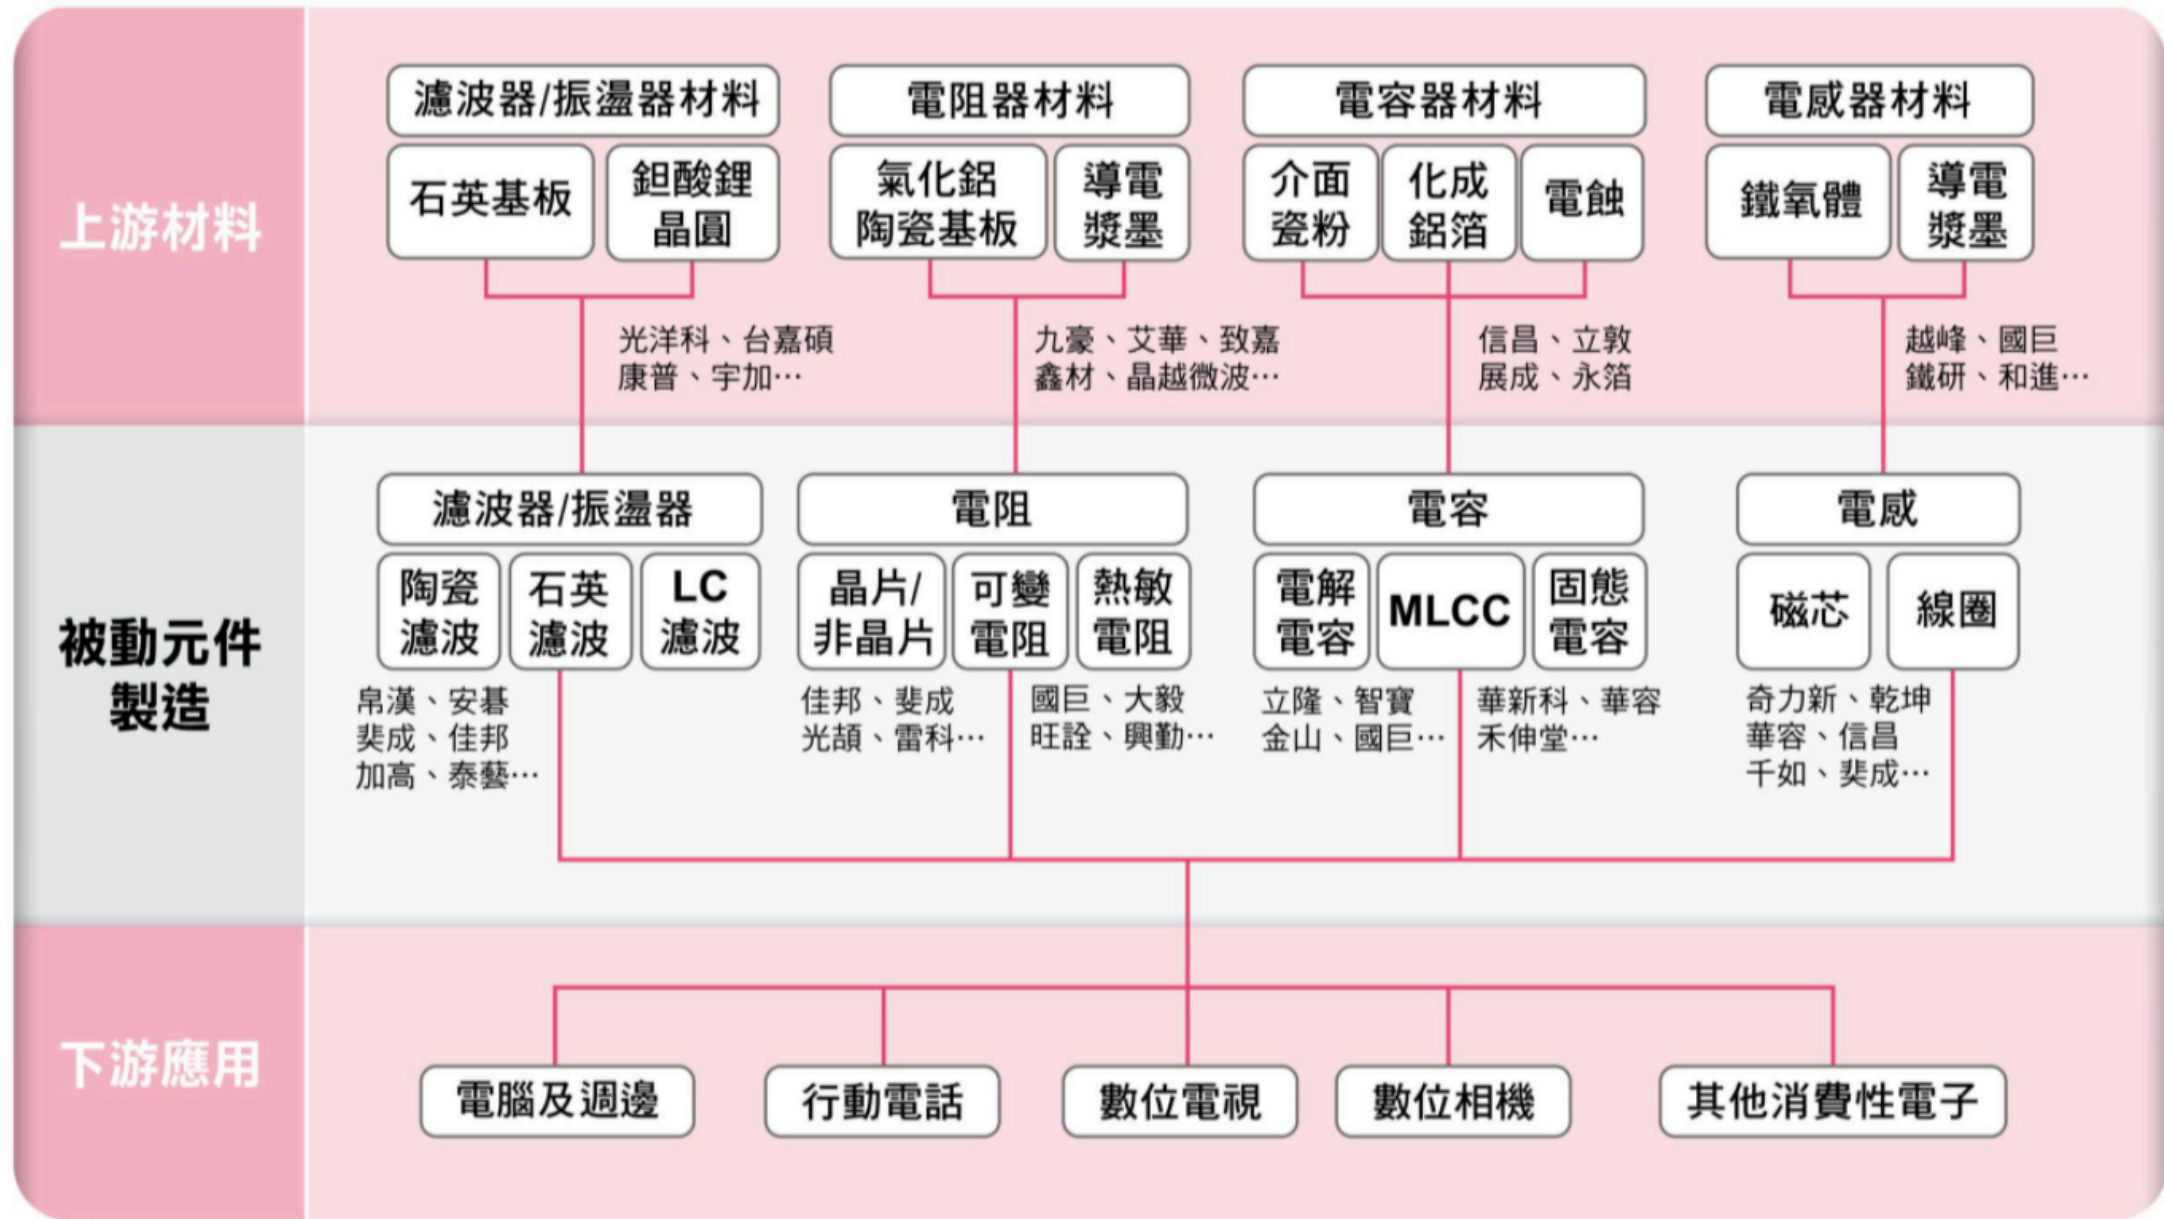 上游材料
濾波器/振盪器材料
石英基板
鉭酸鋰
晶圓
光洋科、台嘉碩
康普、宇加…
電阻器材料
氧化鋁
陶瓷基板
導電
漿墨
九豪、艾華、致嘉
鑫材、晶越微波…
電容器材料
介面
瓷粉
化成
鋁箔
電蝕
信昌、立敦
展成、永箔
電感器材料
鐵氧體
導電
漿墨
越峰、國巨
鐵研、和進…
被動元件
製造
濾波器/振盪器
陶瓷
濾波
石英
濾波
LC
濾波
帛漢、安碁
裴成、佳邦
加高、泰藝…
電阻
晶片/
非晶片
可變
電阻
熱敏
電阻
佳邦、斐成
光頡、雷科…
國巨、大毅
旺詮、興勤…
電容
電解
電容
MLCC
固態
電容
立隆、智寶
金山、國巨…
華新科、華容
禾伸堂…
電感
磁芯
線圈
奇力新、乾坤
華容、信昌
千如、裴成…
下游應用
電腦及週邊
行動電話
數位電視
數位相機
其他消費性電子